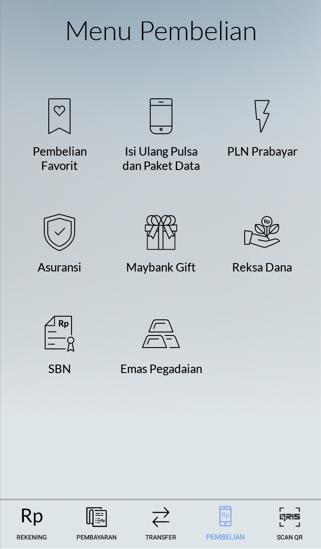 Menu Pembelian
Pembelian
Favorit
Isi Ulang Pulsa
dan Paket Data
PLN Prabayar
Asuransi
Maybank Gift
Rp
Reksa Dana
Rp
SBN
Emas Pegadaian
Rp
REKENING
PEMBAYARAN
TRANSFER
Rp
PEMBELIAN
QRIS
SCAN QR